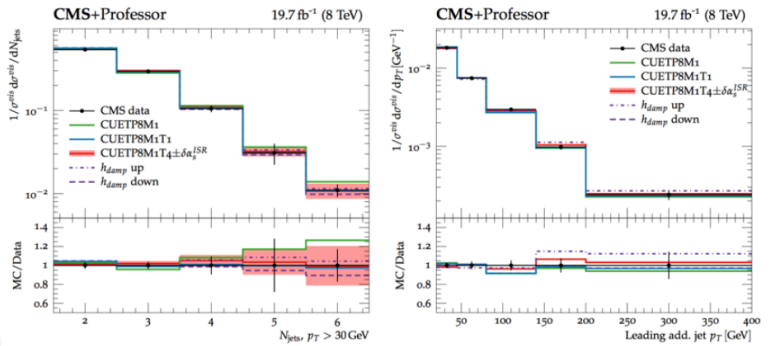 CMS+Professor 19.7 fb⁻¹ (8 TeV)
1/σ^vis dσ^vis/dN_jets
10⁻¹
10⁻²
CMS data
CUETP8M1
CUETP8M1T1
CUETP8M1T4±δα_s^ISR
h_damp up
h_damp down
MC/Data
1.4
1.2
1
0.8
0.6
2 3 4 5 6
N_jets, p_T > 30 GeV
CMS+Professor 19.7 fb⁻¹ (8 TeV)
1/σ^vis dσ^vis/dp_T [GeV⁻¹]
10⁻²
10⁻³
CMS data
CUETP8M1
CUETP8M1T1
CUETP8M1T4±δα_s^ISR
h_damp up
h_damp down
MC/Data
1.4
1.2
1
0.8
0.6
50 100 150 200 250 300 350 400
Leading add. jet p_T [GeV]